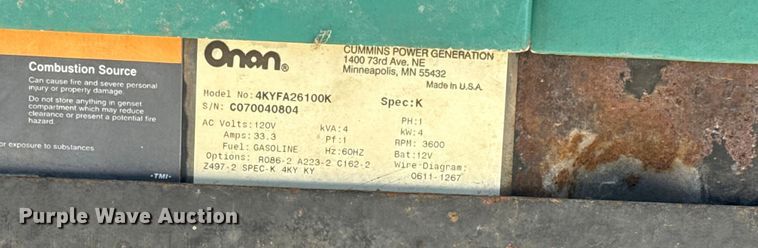 Combustion Source
Can cause fire and severe personal
injury or property damage.
Do not store anything in genset
compartment which may reduce
clearance or present a potential fire
hazard.
or exposure to substances
-TMI-
Onan®
CUMMINS POWER GENERATION
1400 73rd Ave. NE
Minneapolis, MN 55432
Made in U.S.A.
Model No: 4KYFA26100K Spec: K
S/N: C070040804
AC Volts: 120V kVA: 4 PH: 1
Amps: 33.3 Pf: 1 kW: 4
Fuel: GASOLINE Hz: 60HZ RPM: 3600
Options: R086-2 A223-2 C162-2 Bat: 12V
Z497-2 SPEC-K 4KY KY Wire-Diagram:
0611-1267
Purple Wave Auction